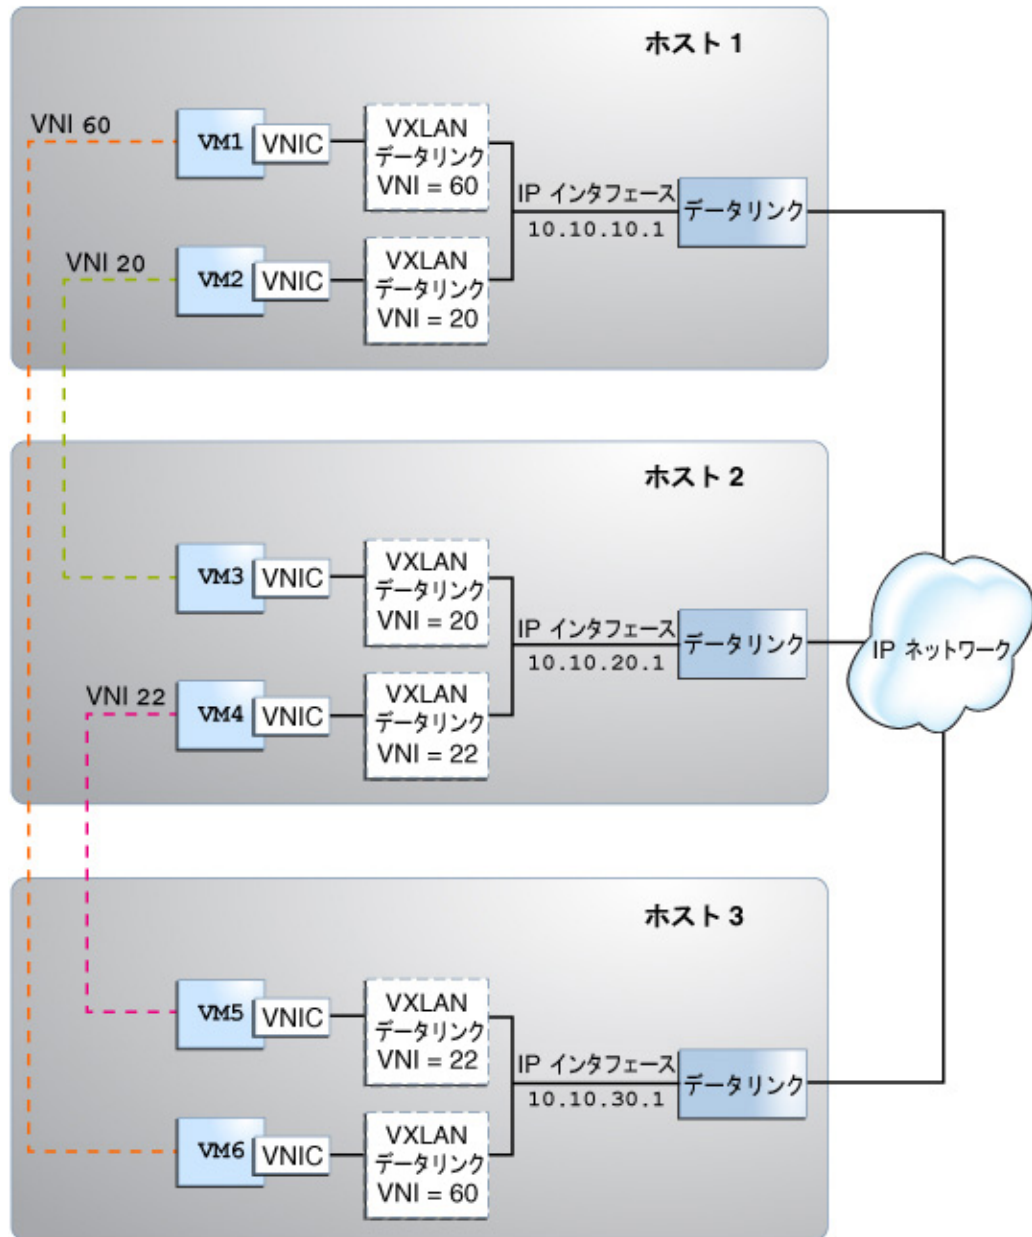 ホスト 1
VNI 60
VM1
VNIC
VXLAN
データリンク
VNI = 60
IP インタフェース
10.10.10.1
データリンク
VNI 20
VM2
VNIC
VXLAN
データリンク
VNI = 20
ホスト 2
VM3
VNIC
VXLAN
データリンク
VNI = 20
IP インタフェース
10.10.20.1
データリンク
IP ネットワーク
VNI 22
VM4
VNIC
VXLAN
データリンク
VNI = 22
ホスト 3
VM5
VNIC
VXLAN
データリンク
VNI = 22
IP インタフェース
10.10.30.1
データリンク
VM6
VNIC
VXLAN
データリンク
VNI = 60